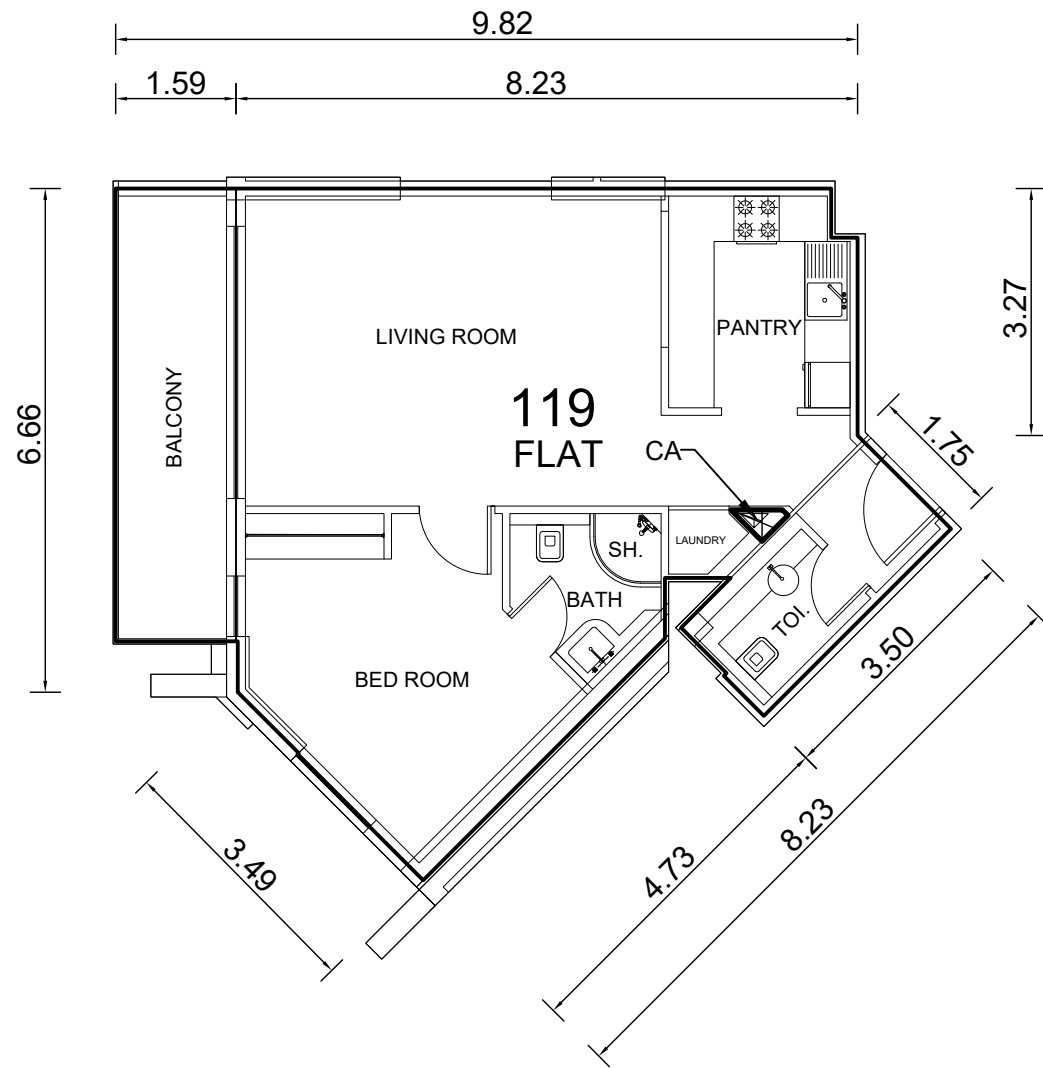 9.82
1.59
8.23
6.66
3.27
LIVING ROOM
PANTRY
BALCONY
119
FLAT
CA
1.75
LAUNDRY
SH.
BATH
TOI.
BED ROOM
3.50
3.49
4.73
8.23